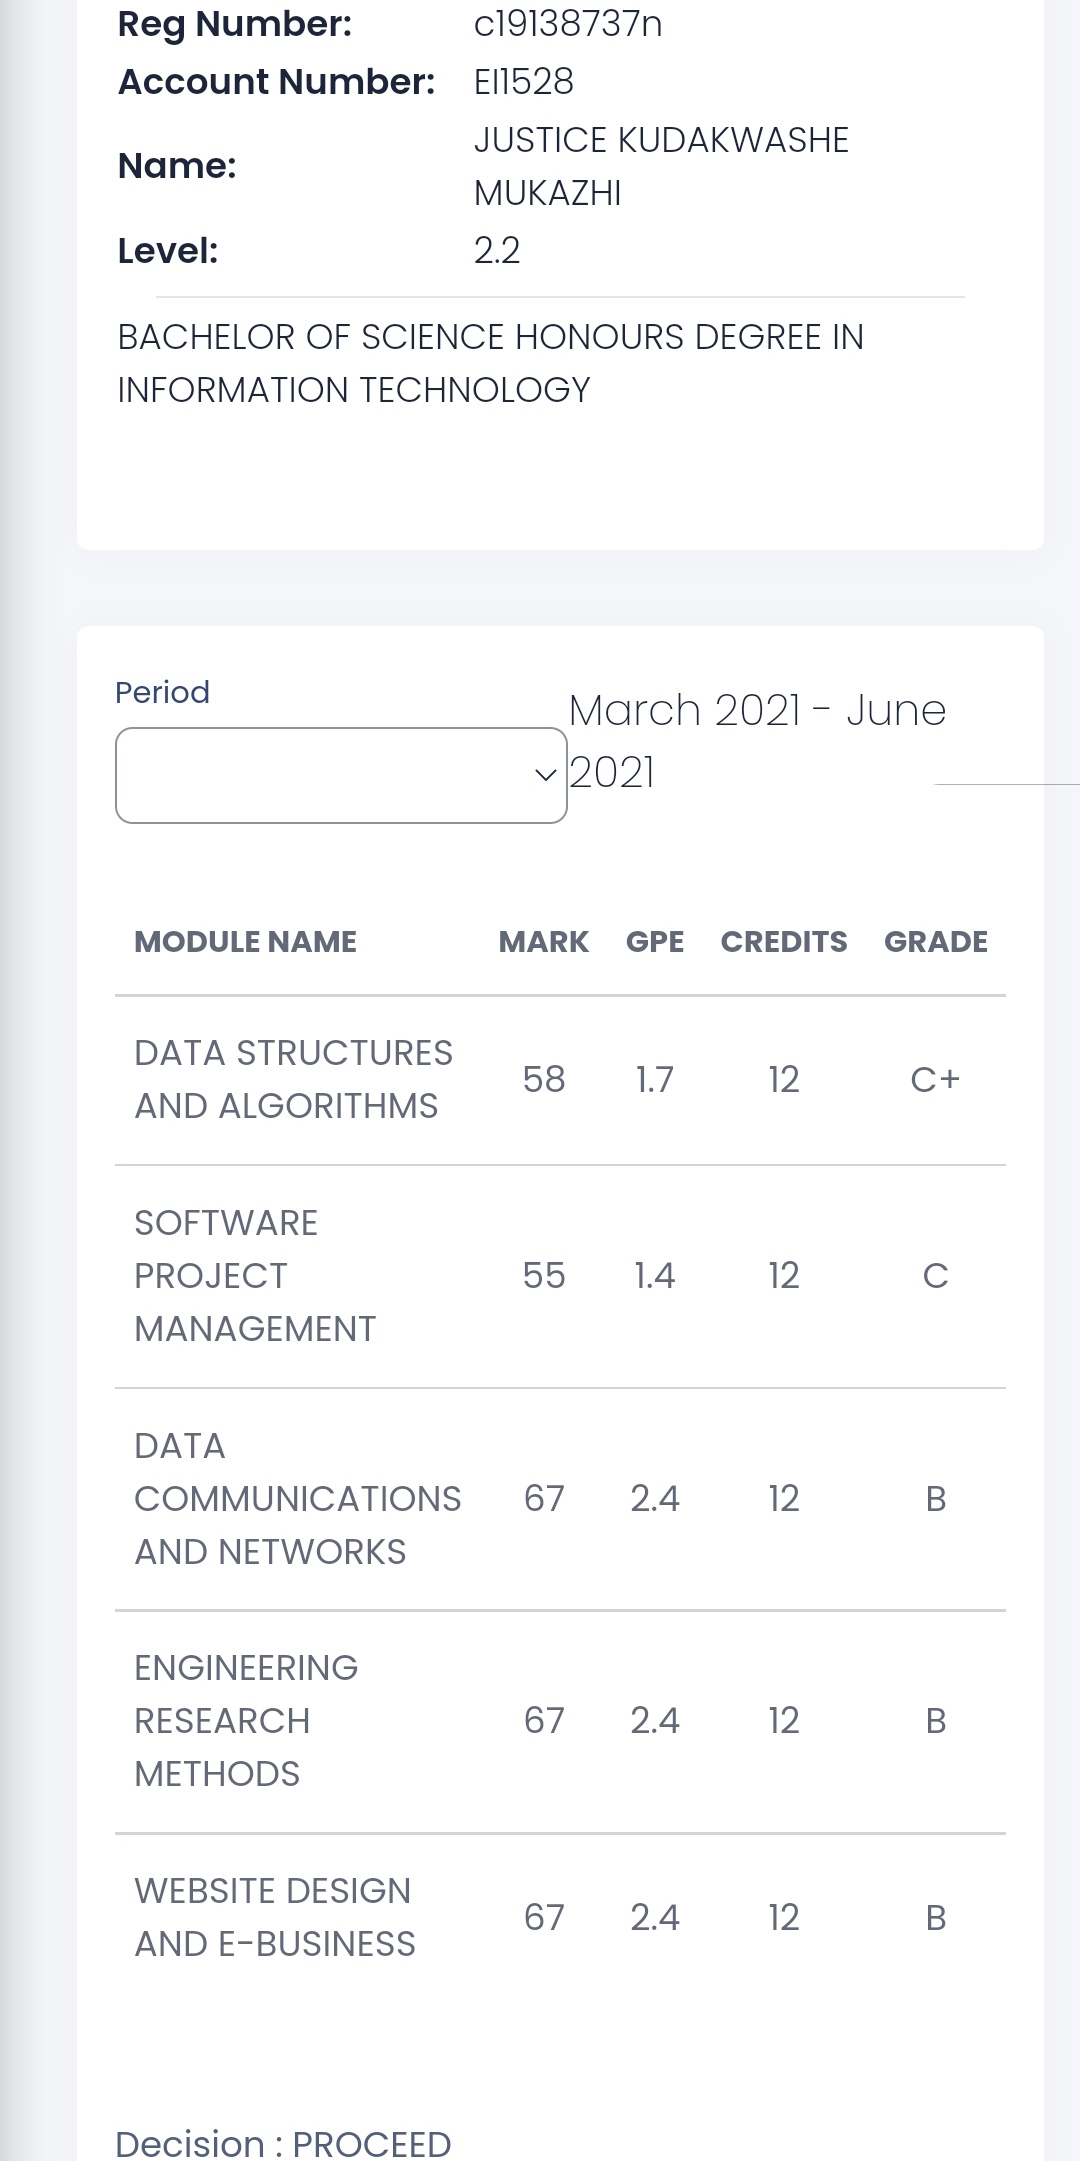 Reg Number: c19138737n
Account Number: EI1528
Name: JUSTICE KUDAKWASHE
MUKAZHI
Level: 2.2
BACHELOR OF SCIENCE HONOURS DEGREE IN
INFORMATION TECHNOLOGY
Period
March 2021 - June
2021
MODULE NAME MARK GPE CREDITS GRADE
DATA STRUCTURES
AND ALGORITHMS 58 1.7 12 C+
SOFTWARE
PROJECT 55 1.4 12 C
MANAGEMENT
DATA
COMMUNICATIONS 67 2.4 12 B
AND NETWORKS
ENGINEERING
RESEARCH 67 2.4 12 B
METHODS
WEBSITE DESIGN
AND E-BUSINESS 67 2.4 12 B
Decision : PROCEED